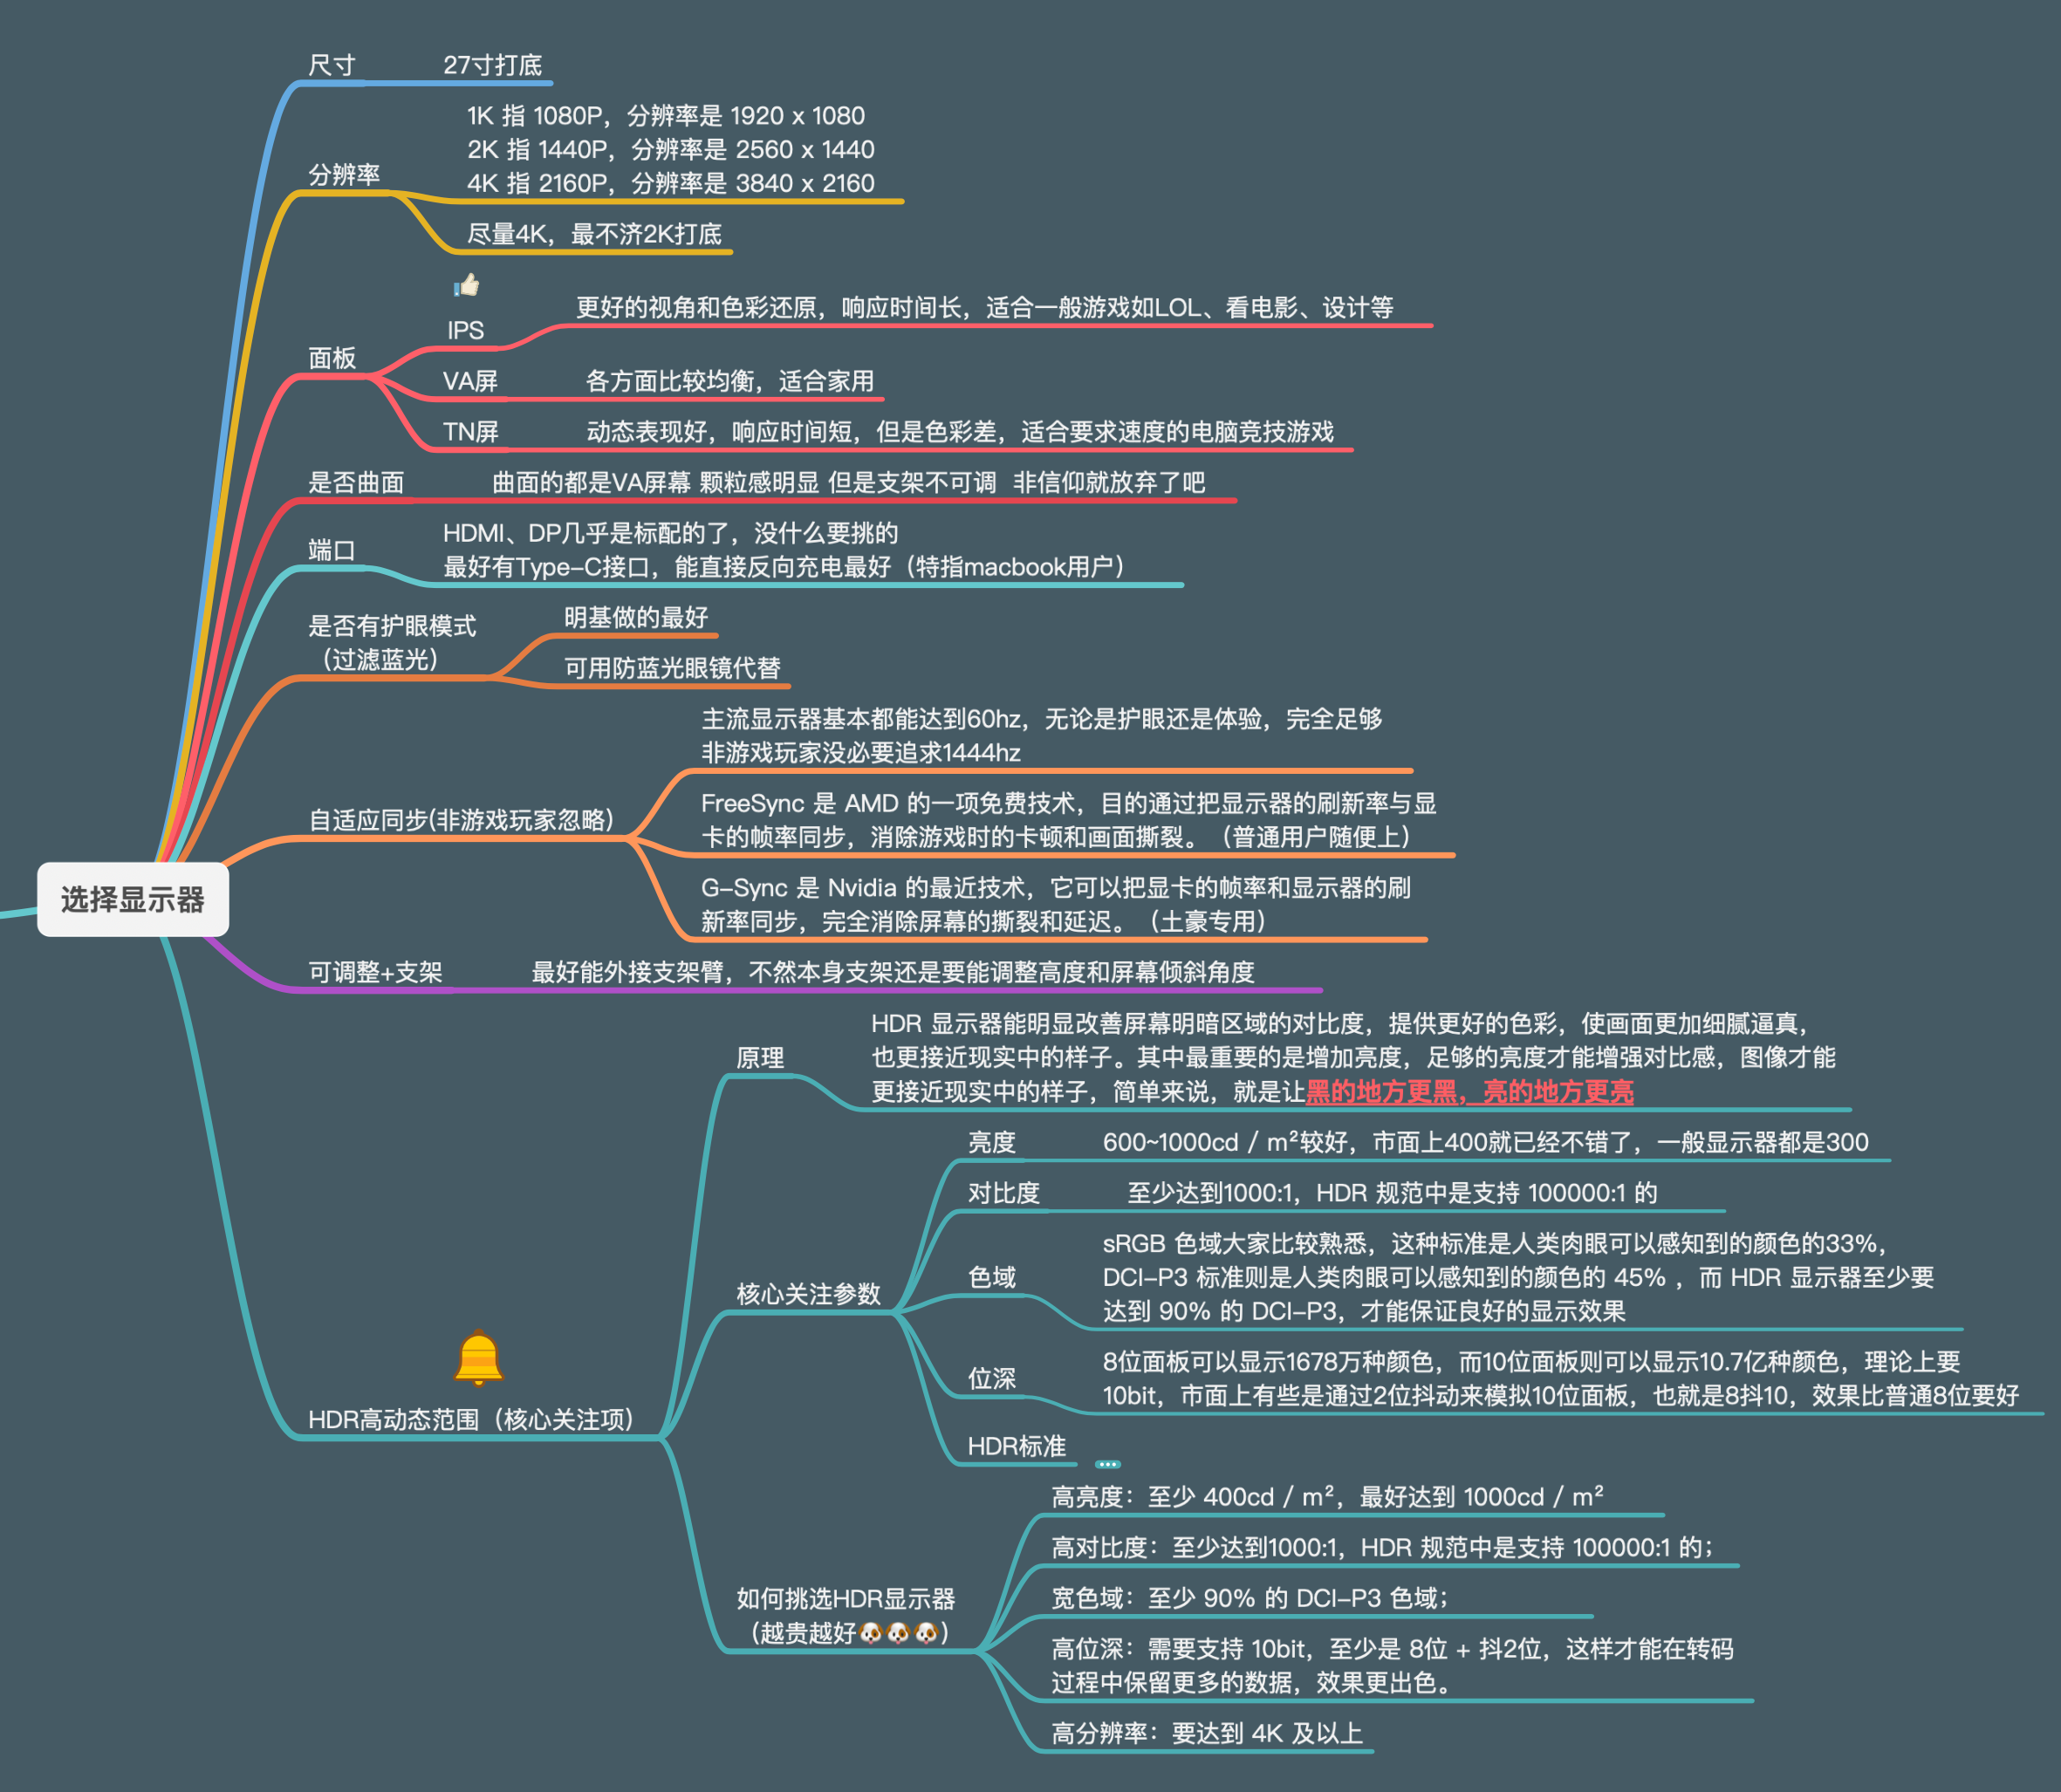 尺寸
27寸打底
1K 指 1080P，分辨率是 1920 x 1080
2K 指 1440P，分辨率是 2560 x 1440
4K 指 2160P，分辨率是 3840 x 2160
分辨率
尽量4K，最不济2K打底
更好的视角和色彩还原，响应时间长，适合一般游戏如LOL、看电影、设计等
IPS
面板
VA屏
各方面比较均衡，适合家用
TN屏
动态表现好，响应时间短，但是色彩差，适合要求速度的电脑竞技游戏
是否曲面
曲面的都是VA屏幕 颗粒感明显 但是支架不可调 非信仰就放弃了吧
HDMI、DP几乎是标配的了，没什么要挑的
端口
最好有Type-C接口，能直接反向充电最好（特指macbook用户）
是否有护眼模式
（过滤蓝光）
明基做的最好
可用防蓝光眼镜代替
主流显示器基本都能达到60hz，无论是护眼还是体验，完全足够
非游戏玩家没必要追求1444hz
自适应同步(非游戏玩家忽略)
FreeSync 是 AMD 的一项免费技术，目的通过把显示器的刷新率与显
卡的帧率同步，消除游戏时的卡顿和画面撕裂。（普通用户随便上）
G-Sync 是 Nvidia 的最近技术，它可以把显卡的帧率和显示器的刷
新率同步，完全消除屏幕的撕裂和延迟。（土豪专用）
选择显示器
可调整+支架
最好能外接支架臂，不然本身支架还是要能调整高度和屏幕倾斜角度
HDR 显示器能明显改善屏幕明暗区域的对比度，提供更好的色彩，使画面更加细腻逼真，
原理
也更接近现实中的样子。其中最重要的是增加亮度，足够的亮度才能增强对比感，图像才能
更接近现实中的样子，简单来说，就是让黑的地方更黑，亮的地方更亮
亮度
600~1000cd / m²较好，市面上400就已经不错了，一般显示器都是300
对比度
至少达到1000:1，HDR 规范中是支持 100000:1 的
sRGB 色域大家比较熟悉，这种标准是人类肉眼可以感知到的颜色的33%，
色域
DCI-P3 标准则是人类肉眼可以感知到的颜色的 45% ，而 HDR 显示器至少要
达到 90% 的 DCI-P3，才能保证良好的显示效果
核心关注参数
8位面板可以显示1678万种颜色，而10位面板则可以显示10.7亿种颜色，理论上要
位深
10bit，市面上有些是通过2位抖动来模拟10位面板，也就是8抖10，效果比普通8位要好
HDR标准
HDR高动态范围（核心关注项）
高亮度：至少 400cd / m²，最好达到 1000cd / m²
高对比度：至少达到1000:1，HDR 规范中是支持 100000:1 的；
宽色域：至少 90% 的 DCI-P3 色域；
如何挑选HDR显示器
（越贵越好🐶🐶🐶）
高位深：需要支持 10bit，至少是 8位 + 抖2位，这样才能在转码
过程中保留更多的数据，效果更出色。
高分辨率：要达到 4K 及以上